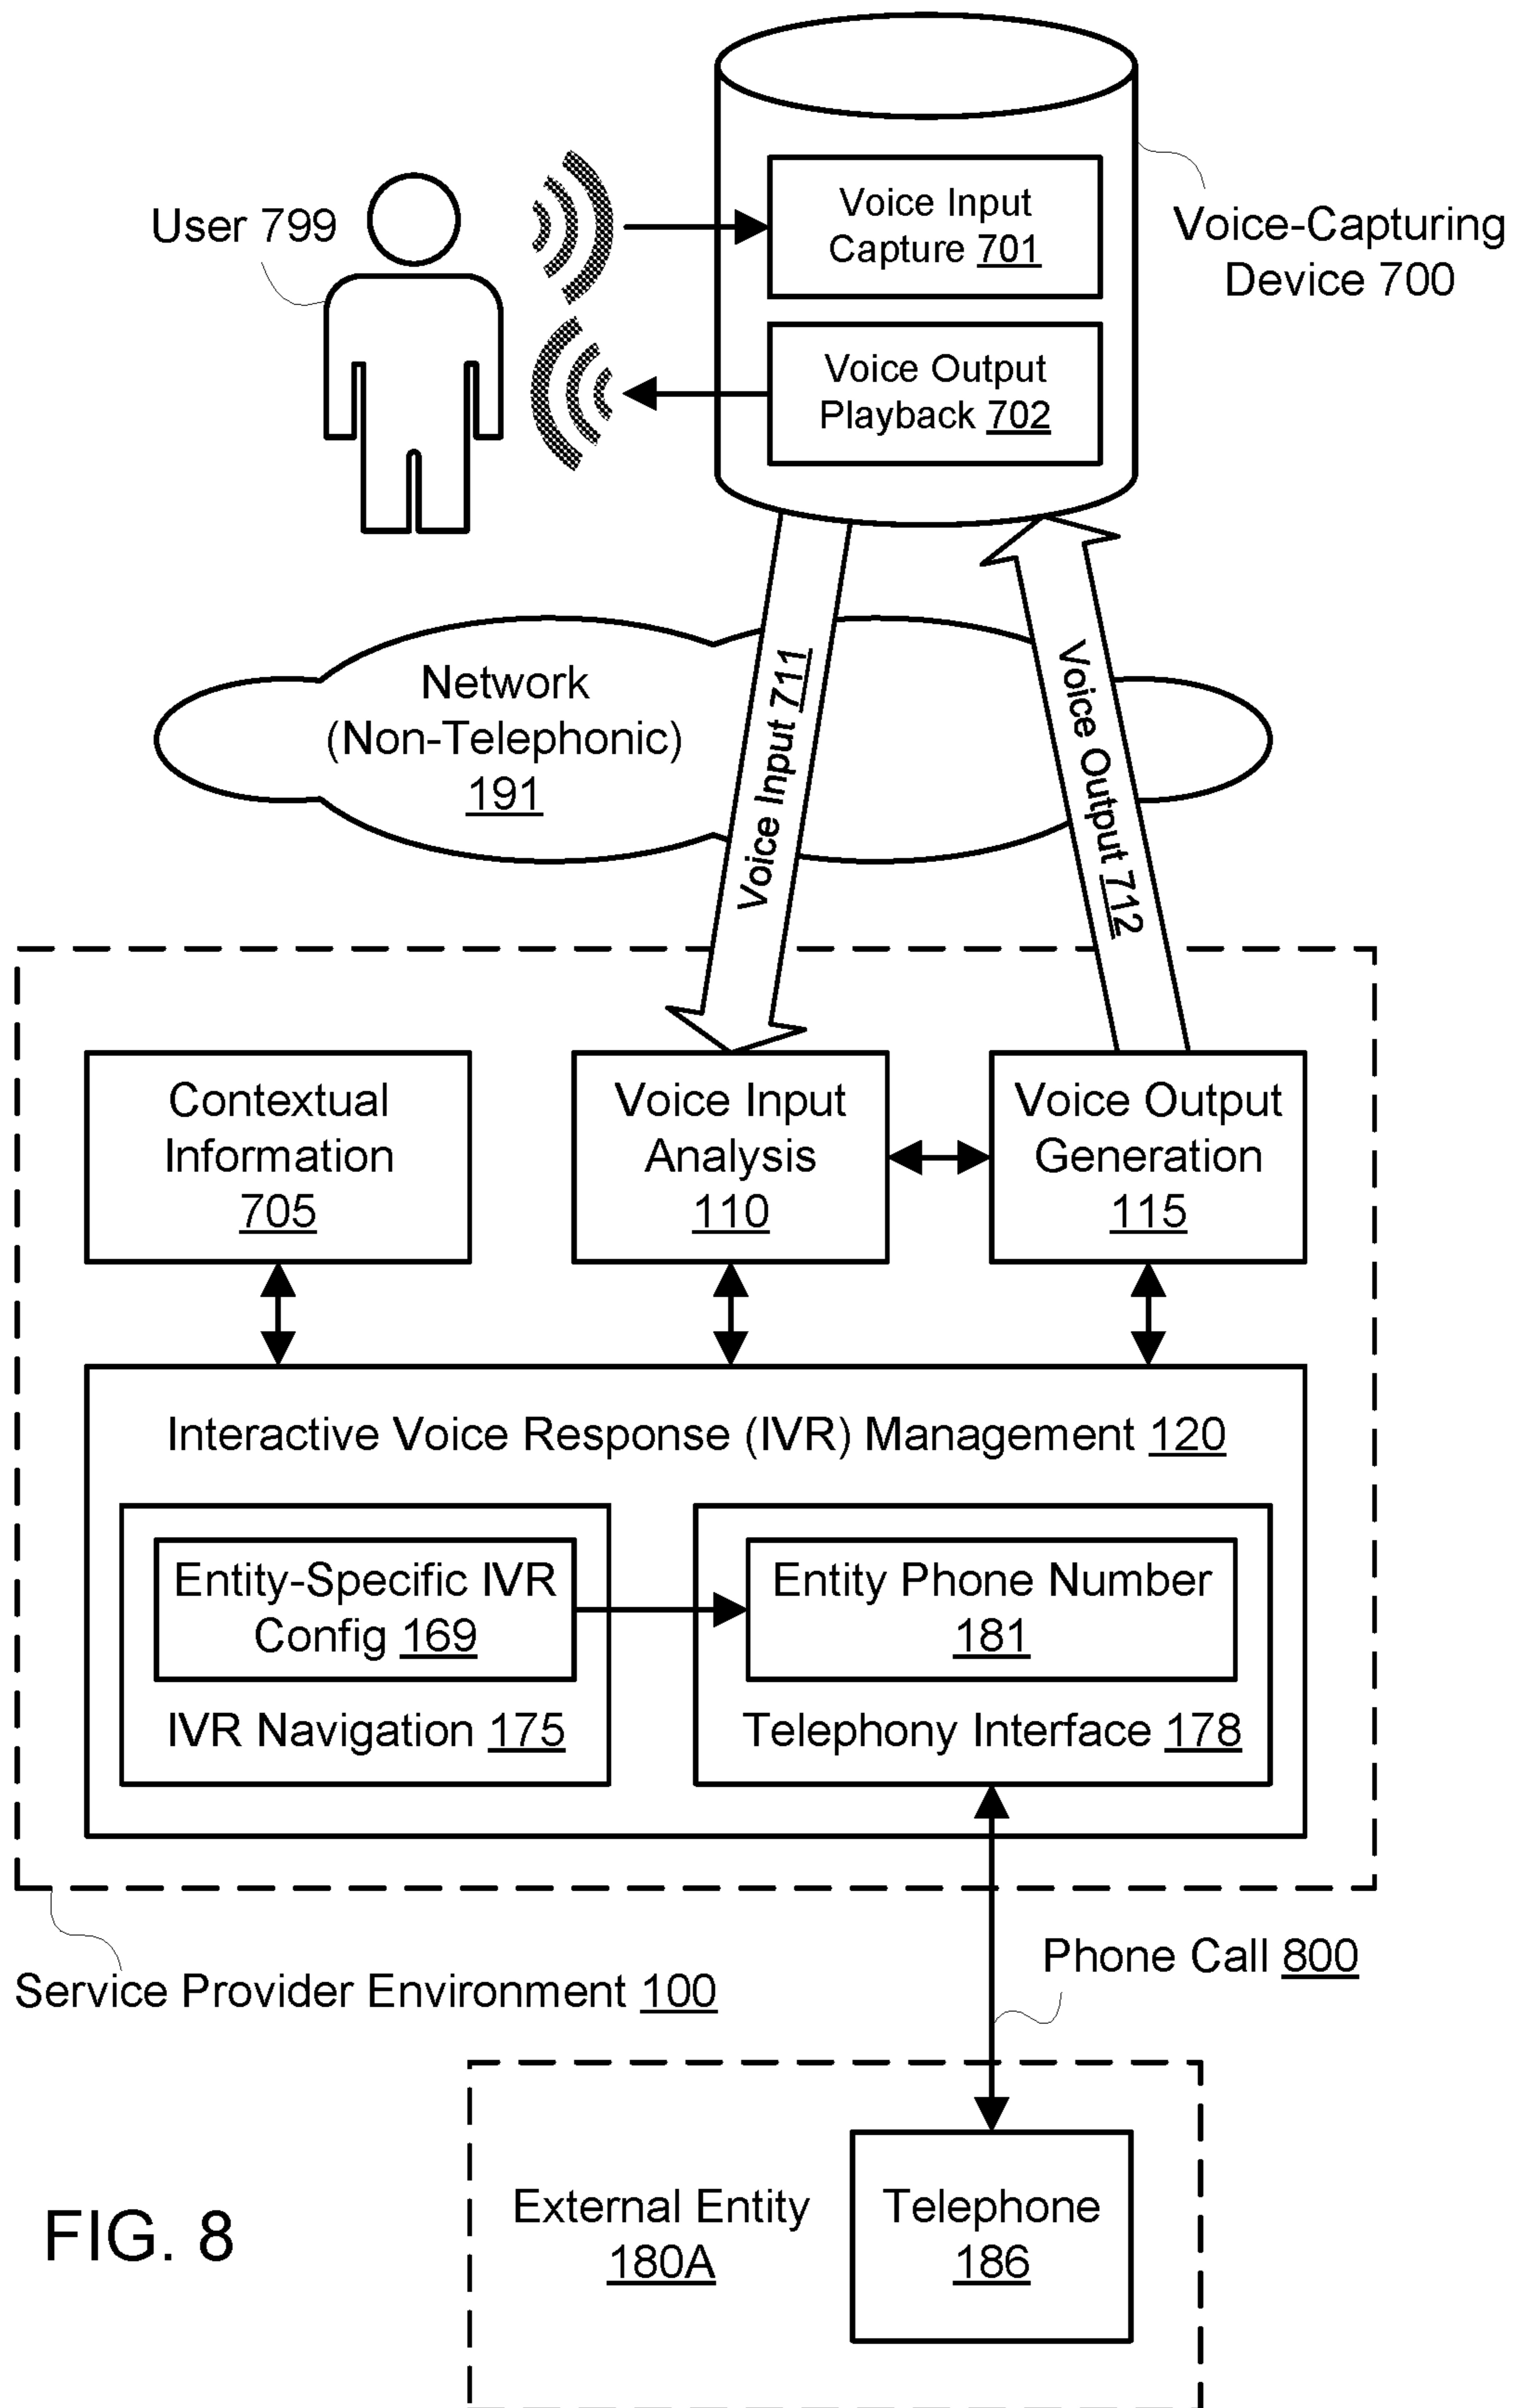 User 799
Voice Input
Capture 701
Voice-Capturing
Device 700
Voice Output
Playback 702
Network
(Non-Telephonic)
191
Voice Input 711
Voice Output 712
Contextual
Information
705
Voice Input
Analysis
110
Voice Output
Generation
115
Interactive Voice Response (IVR) Management 120
Entity-Specific IVR
Config 169
IVR Navigation 175
Entity Phone Number
181
Telephony Interface 178
Service Provider Environment 100
Phone Call 800
External Entity
180A
Telephone
186
FIG. 8